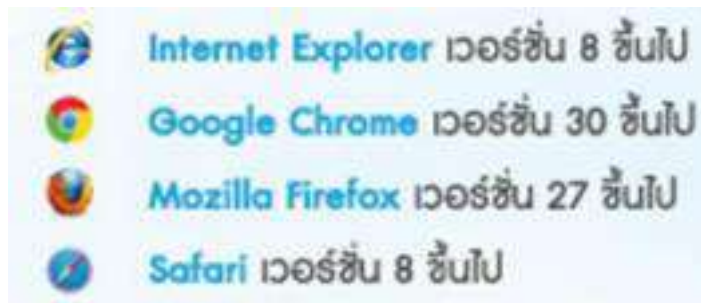 Internet Explorer เวอร์ชั่น 8 ขึ้นไป
Google Chrome เวอร์ชั่น 30 ขึ้นไป
Mozilla Firefox เวอร์ชั่น 27 ขึ้นไป
Safari เวอร์ชั่น 8 ขึ้นไป